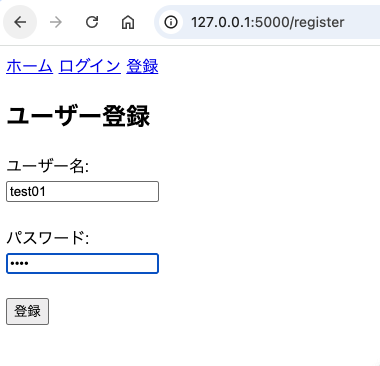 127.0.0.1:5000/register
ホーム ログイン 登録
ユーザー登録
ユーザー名:
test01
パスワード:
••••
登録